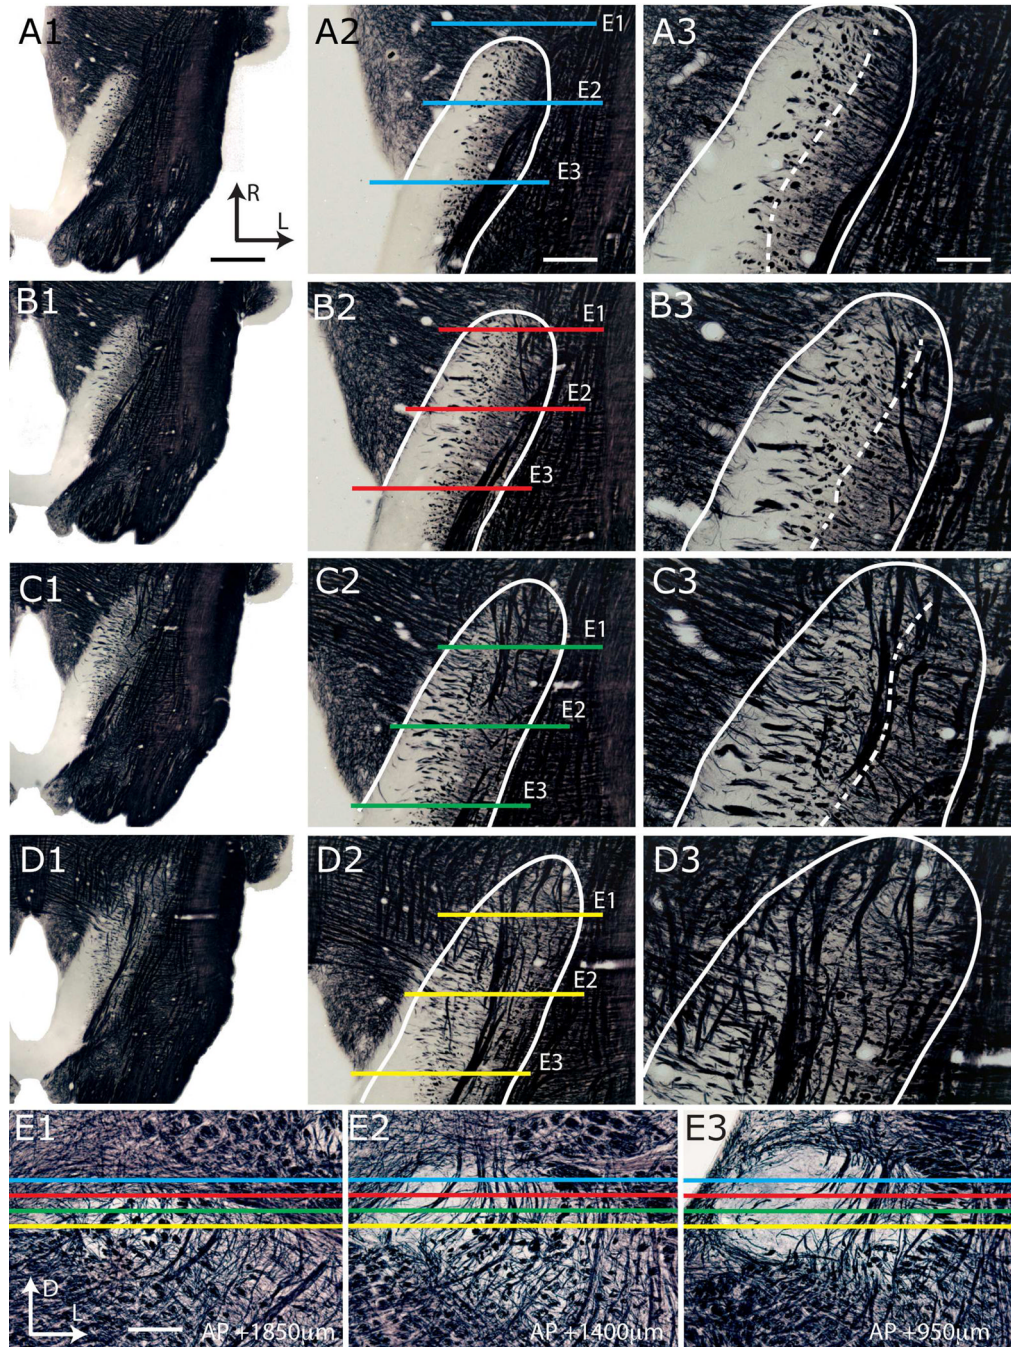 A1 A2 E1 A3
E2
R
E3
L
B1 B2 E1 B3
E2
E3
C1 C2 C3
E1
E2
E3
D1 D2 D3
E1
E2
E3
E1 E2 E3
D
L
AP +1850µm AP +1400µm AP +950µm